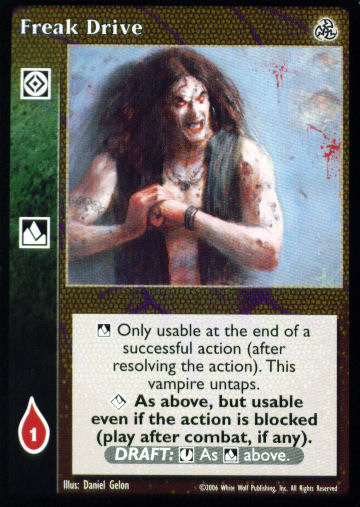 Freak Drive
Only usable at the end of a
successful action (after
resolving the action). This
vampire untaps.
As above, but usable
even if the action is blocked
(play after combat, if any).
DRAFT: As above.
1
Illus: Daniel Gelon ©2006 White Wolf Publishing, Inc. All Rights Reserved